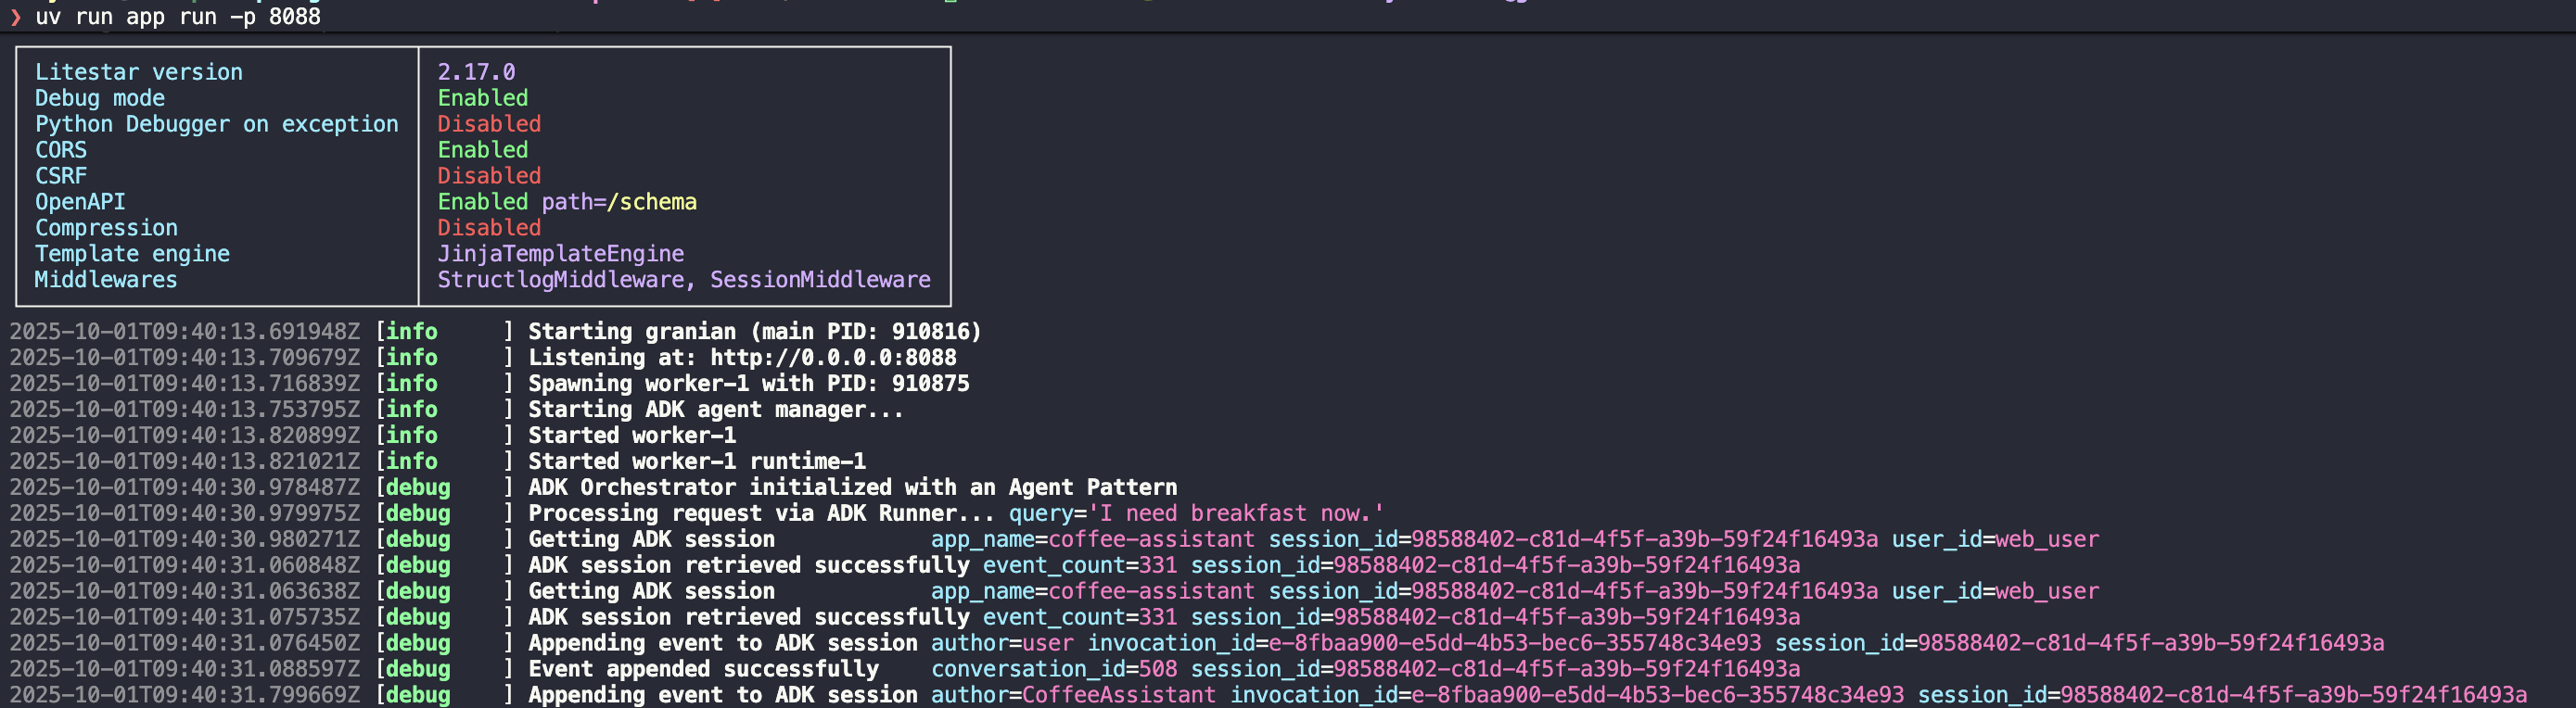 ❯ uv run app run -p 8088
Litestar version 2.17.0
Debug mode Enabled
Python Debugger on exception Disabled
CORS Enabled
CSRF Disabled
OpenAPI Enabled path=/schema
Compression Disabled
Template engine JinjaTemplateEngine
Middlewares StructlogMiddleware, SessionMiddleware
2025-10-01T09:40:13.691948Z [info     ] Starting granian (main PID: 910816)
2025-10-01T09:40:13.709679Z [info     ] Listening at: http://0.0.0.0:8088
2025-10-01T09:40:13.716839Z [info     ] Spawning worker-1 with PID: 910875
2025-10-01T09:40:13.753795Z [info     ] Starting ADK agent manager...
2025-10-01T09:40:13.820899Z [info     ] Started worker-1
2025-10-01T09:40:13.821021Z [info     ] Started worker-1 runtime-1
2025-10-01T09:40:30.978487Z [debug    ] ADK Orchestrator initialized with an Agent Pattern
2025-10-01T09:40:30.979975Z [debug    ] Processing request via ADK Runner... query='I need breakfast now.'
2025-10-01T09:40:30.980271Z [debug    ] Getting ADK session            app_name=coffee-assistant session_id=98588402-c81d-4f5f-a39b-59f24f16493a user_id=web_user
2025-10-01T09:40:31.060848Z [debug    ] ADK session retrieved successfully event_count=331 session_id=98588402-c81d-4f5f-a39b-59f24f16493a
2025-10-01T09:40:31.063638Z [debug    ] Getting ADK session            app_name=coffee-assistant session_id=98588402-c81d-4f5f-a39b-59f24f16493a user_id=web_user
2025-10-01T09:40:31.075735Z [debug    ] ADK session retrieved successfully event_count=331 session_id=98588402-c81d-4f5f-a39b-59f24f16493a
2025-10-01T09:40:31.076450Z [debug    ] Appending event to ADK session author=user invocation_id=e-8fbaa900-e5dd-4b53-bec6-355748c34e93 session_id=98588402-c81d-4f5f-a39b-59f24f16493a
2025-10-01T09:40:31.088597Z [debug    ] Event appended successfully    conversation_id=508 session_id=98588402-c81d-4f5f-a39b-59f24f16493a
2025-10-01T09:40:31.799669Z [debug    ] Appending event to ADK session author=CoffeeAssistant invocation_id=e-8fbaa900-e5dd-4b53-bec6-355748c34e93 session_id=98588402-c81d-4f5f-a39b-59f24f16493a